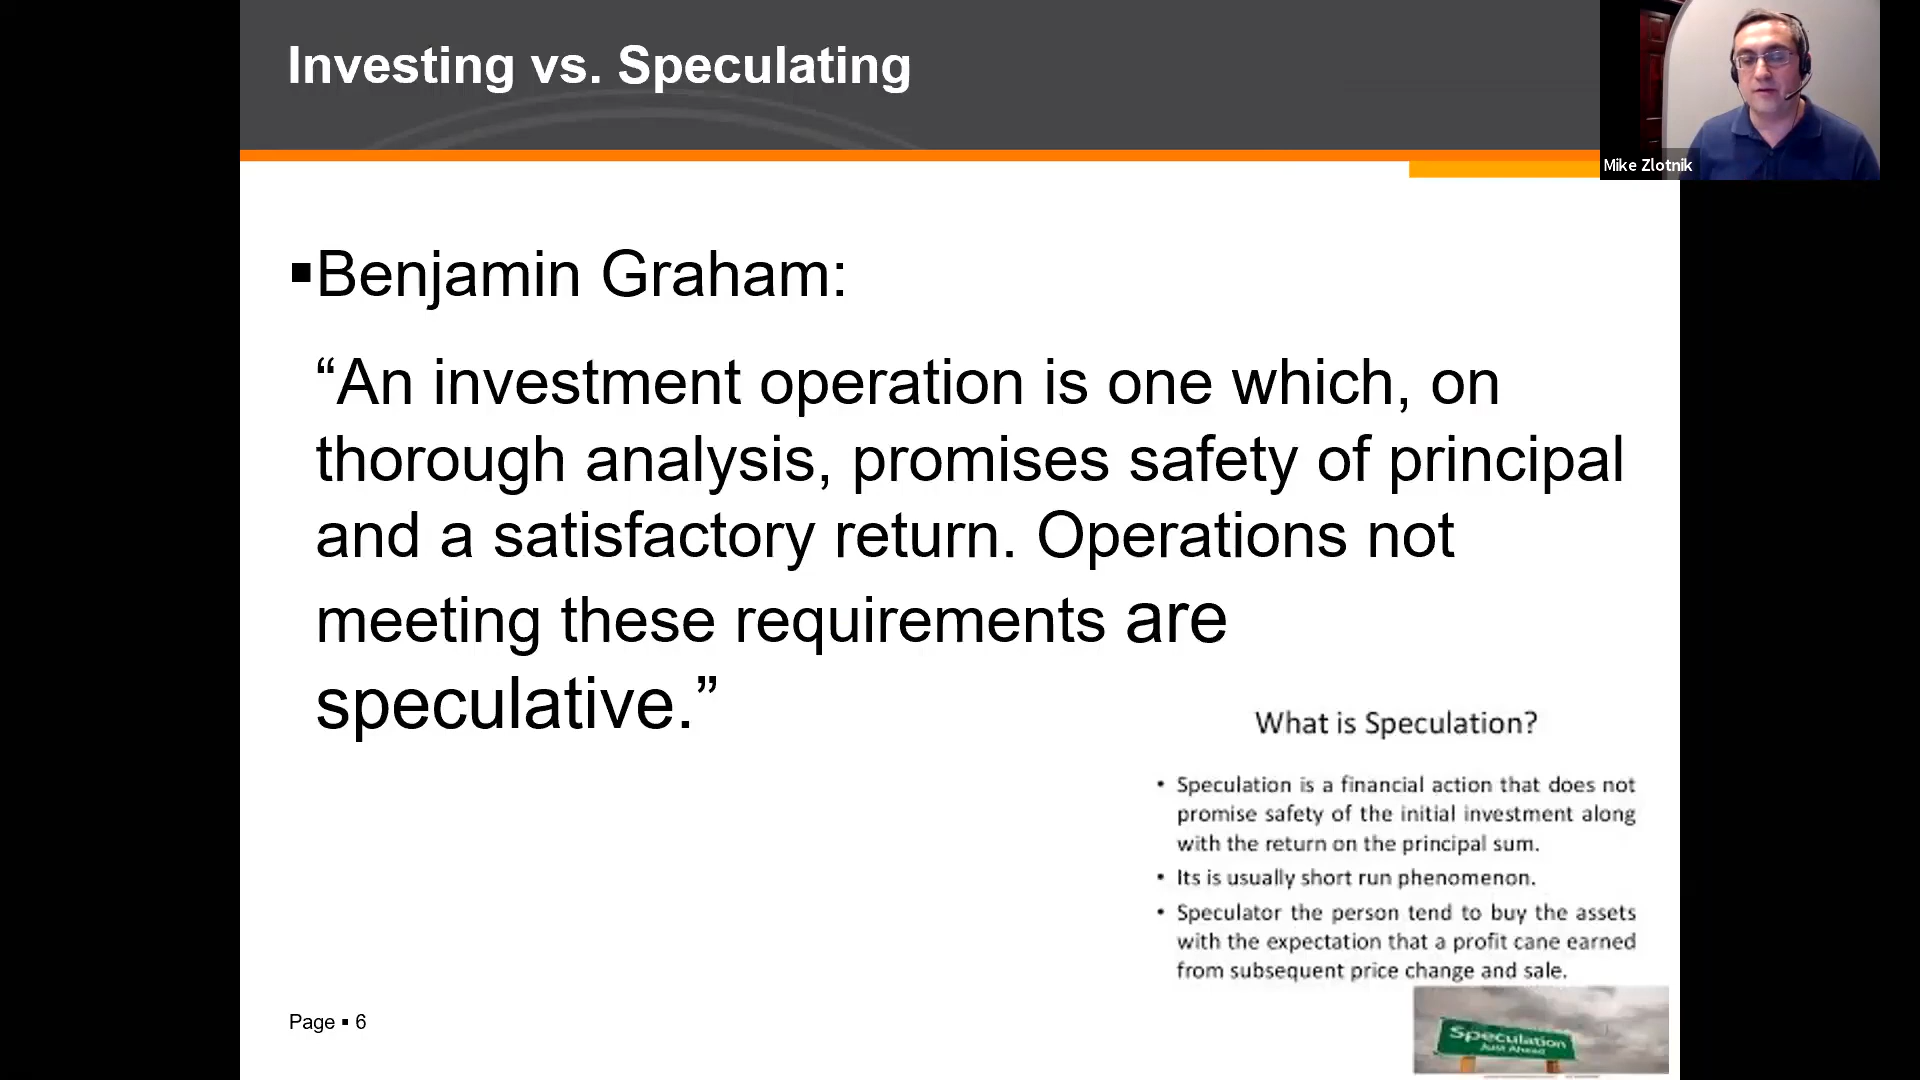 Investing vs. Speculating
Mike Zlotnik
▪Benjamin Graham:
“An investment operation is one which, on
thorough analysis, promises safety of principal
and a satisfactory return. Operations not
meeting these requirements are
speculative.”
What is Speculation?
• Speculation is a financial action that does not
promise safety of the initial investment along
with the return on the principal sum.
• Its is usually short run phenomenon.
• Speculator the person tend to buy the assets
with the expectation that a profit cane earned
from subsequent price change and sale.
Speculation
Just Ahead
Page ▪ 6